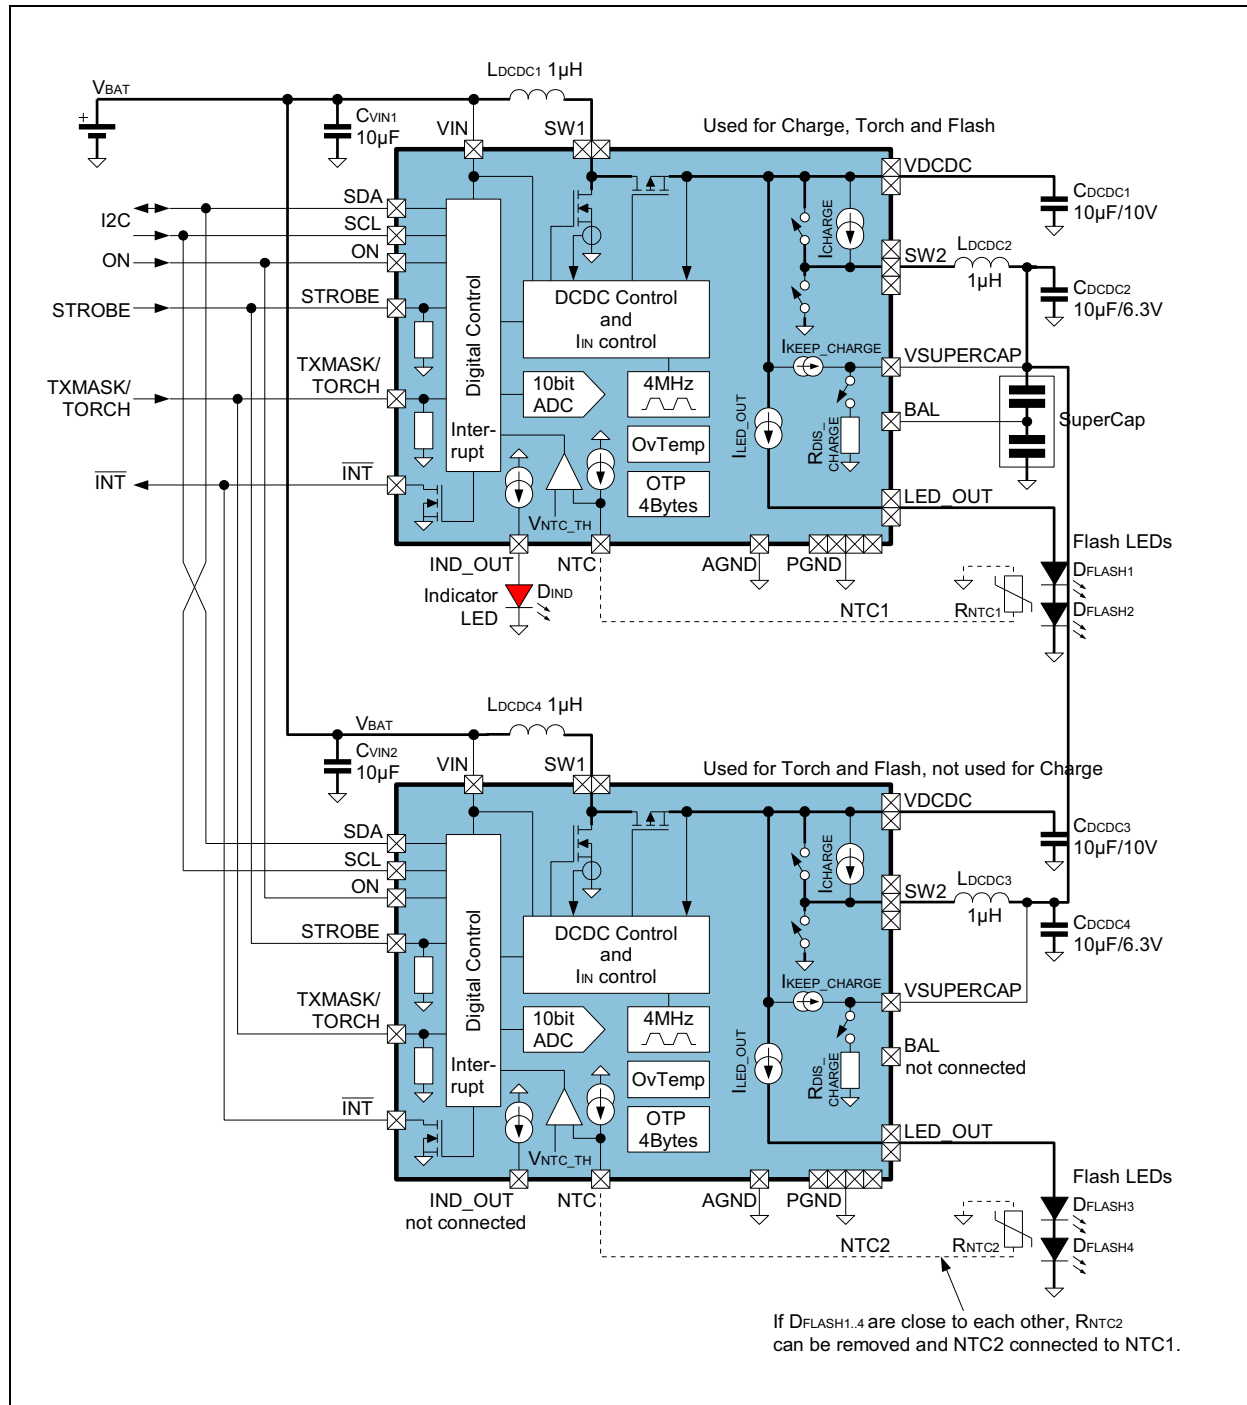 LDCDC1 1µH
VBAT
+
CVIN1
10µF
VIN
SW1
Used for Charge, Torch and Flash
VDCDC
CDCDC1
10µF/10V
SDA
I2C
SCL
ON
ON
STROBE
STROBE
TXMASK/
TORCH
TXMASK/
TORCH
INT
INT
Digital Control
Inter-
rupt
DCDC Control
and
IIN control
10bit
ADC
4MHz
OvTemp
OTP
4Bytes
VNTC_TH
ICHARGE
SW2
LDCDC2
1µH
CDCDC2
10µF/6.3V
IKEEP_CHARGE
VSUPERCAP
BAL
SuperCap
ILED_OUT
RDIS_
CHARGE
LED_OUT
Flash LEDs
DFLASH1
DFLASH2
IND_OUT
NTC
AGND
PGND
Indicator
LED
DIND
NTC1
RNTC1
LDCDC4 1µH
VBAT
CVIN2
10µF
VIN
SW1
Used for Torch and Flash, not used for Charge
VDCDC
CDCDC3
10µF/10V
SDA
SCL
ON
STROBE
TXMASK/
TORCH
INT
Digital Control
Inter-
rupt
DCDC Control
and
IIN control
10bit
ADC
4MHz
OvTemp
OTP
4Bytes
VNTC_TH
ICHARGE
SW2
LDCDC3
1µH
CDCDC4
10µF/6.3V
IKEEP_CHARGE
VSUPERCAP
BAL
not connected
ILED_OUT
RDIS_
CHARGE
LED_OUT
Flash LEDs
DFLASH3
DFLASH4
IND_OUT
not connected
NTC
AGND
PGND
NTC2
RNTC2
If DFLASH1..4 are close to each other, RNTC2
can be removed and NTC2 connected to NTC1.